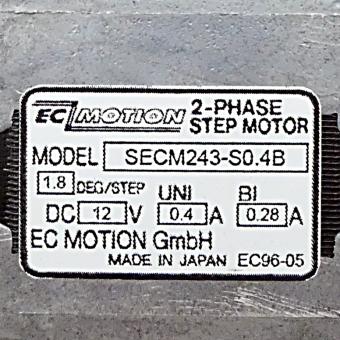 EC MOTION 2-PHASE
STEP MOTOR
MODEL SECM243-S0.4B
1.8 DEG/STEP UNI BI
DC 12 V 0.4 A 0.28 A
EC MOTION GmbH
MADE IN JAPAN EC96-05